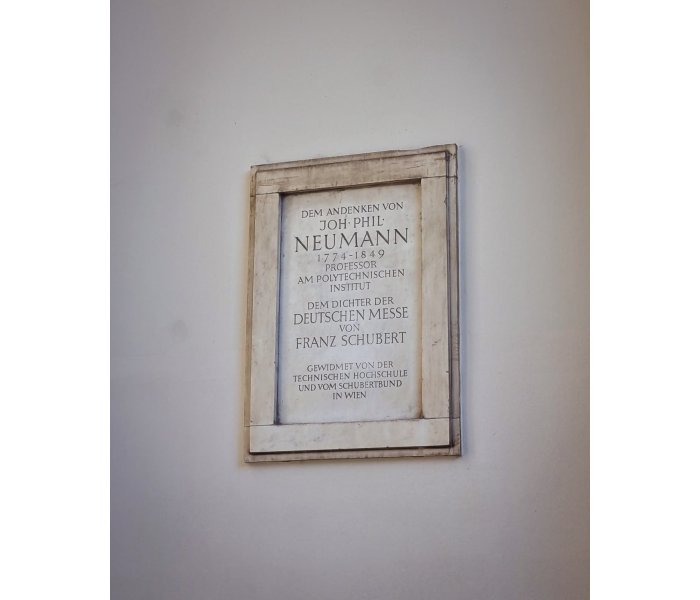 DEM ANDENKEN VON
JOH·PHIL·
NEUMANN
1774-1849
PROFESSOR
AM POLYTECHNISCHEN
INSTITUT
DEM DICHTER DER
DEUTSCHEN MESSE
VON
FRANZ SCHUBERT
GEWIDMET VON DER
TECHNISCHEN HOCHSCHULE
UND VOM SCHUBERTBUND
IN WIEN